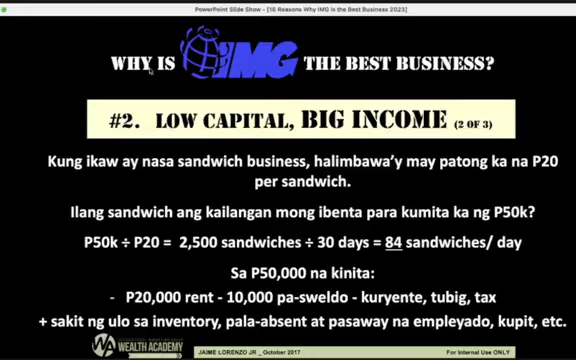 PowerPoint Slide Show - [16 Reasons Why IMG is the Best Business 2023]
WHY IS IMG THE BEST BUSINESS?
#2. LOW CAPITAL, BIG INCOME (2 OF 3)
Kung ikaw ay nasa sandwich business, halimbawa'y may patong ka na P20
per sandwich.
Ilang sandwich ang kailangan mong ibenta para kumita ka ng P50k?
P50k ÷ P20 = 2,500 sandwiches ÷ 30 days = 84 sandwiches/ day
Sa P50,000 na kinita:
- P20,000 rent - 10,000 pa-sweldo - kuryente, tubig, tax
+ sakit ng ulo sa inventory, pala-absent at pasaway na empleyado, kupit, etc.
WA
WEALTH ACADEMY
JAIME LORENZO JR _ October 2017
For Internal Use ONLY